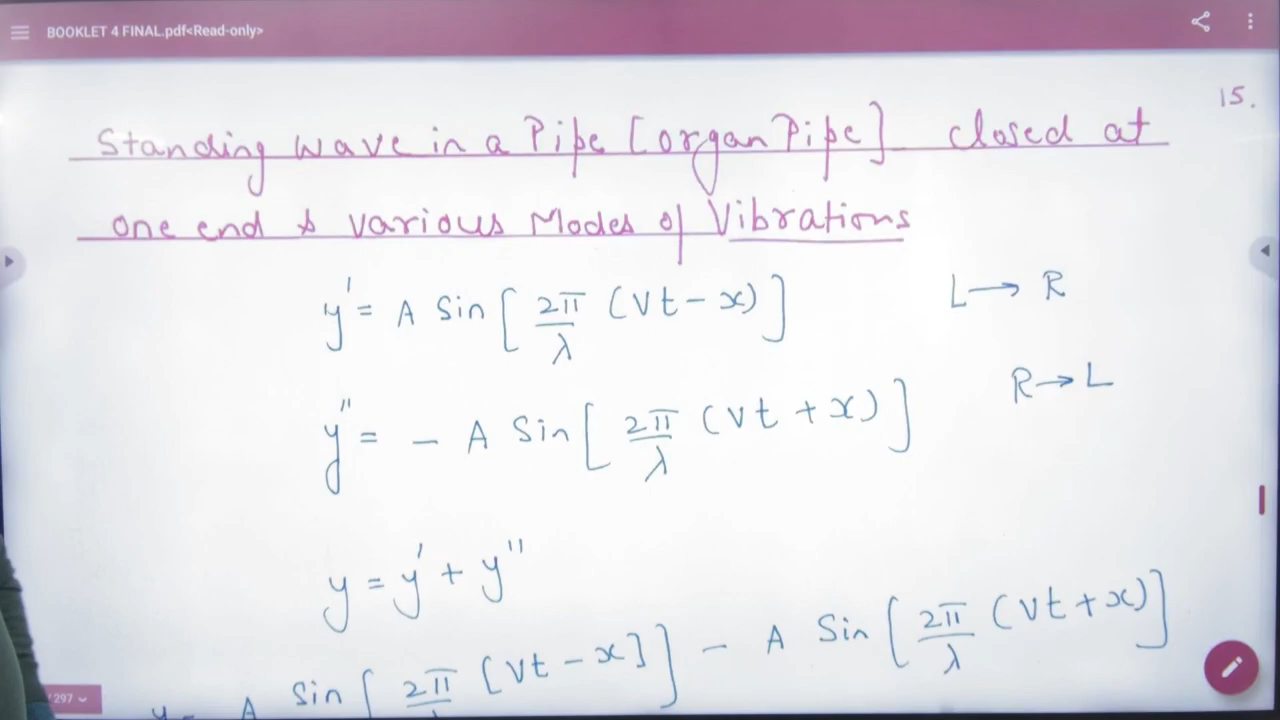 BOOKLET 4 FINAL.pdf<Read-only>
15.
Standing wave in a Pipe [organ Pipe] closed at
one end & various Modes of Vibrations
y' = A Sin [ 2π/λ (Vt - x) ] L → R
y'' = - A Sin [ 2π/λ (Vt + x) ] R → L
y = y' + y''
y = A Sin [ 2π/λ [Vt - x] ] - A Sin [ 2π/λ (Vt + x) ]
/297